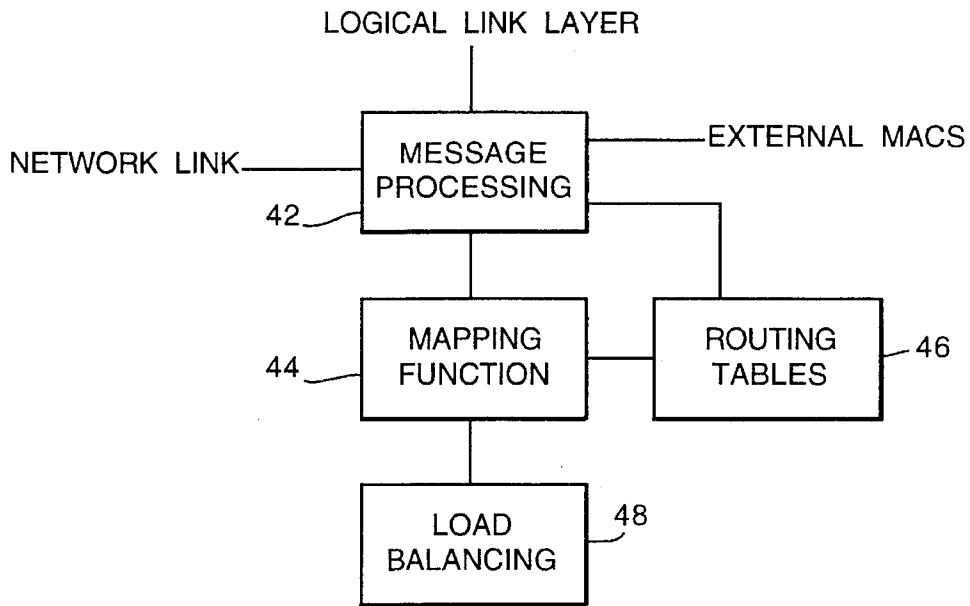 LOGICAL LINK LAYER
MESSAGE
PROCESSING
EXTERNAL MACS
NETWORK LINK
42
MAPPING
FUNCTION
44
ROUTING
TABLES
46
LOAD
BALANCING
48